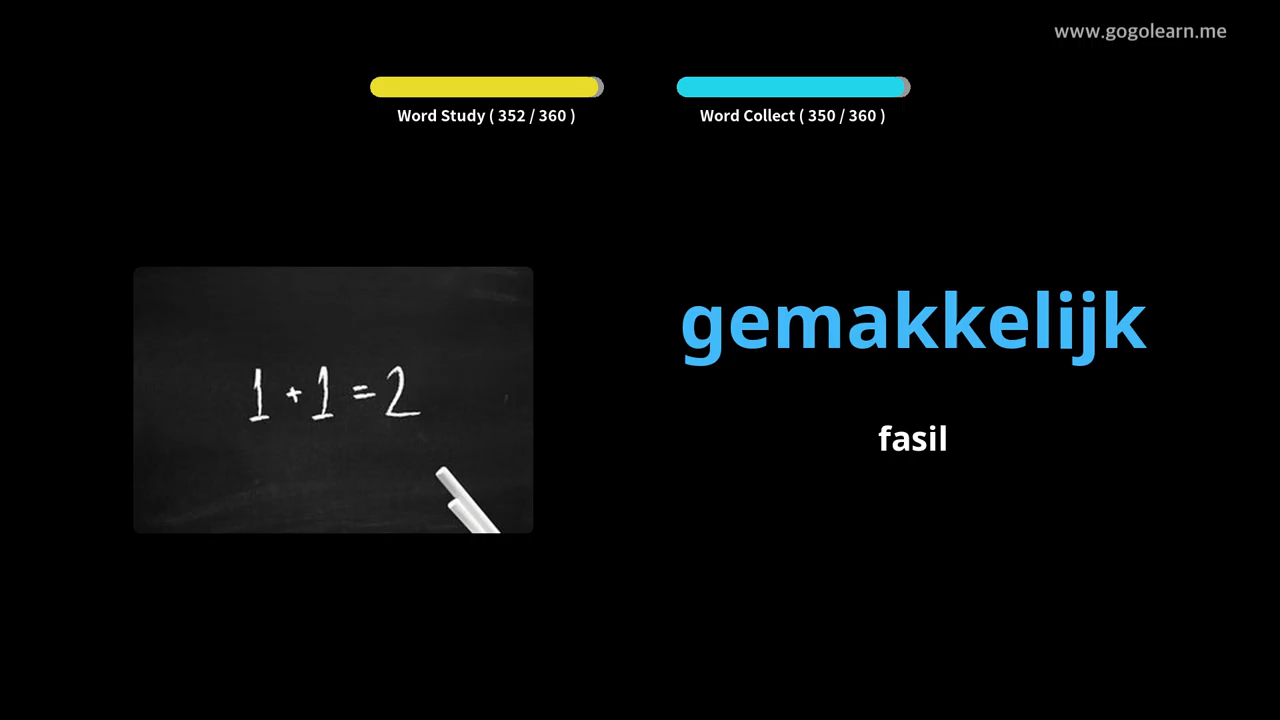 www.gogolearn.me
Word Study ( 352 / 360 )
Word Collect ( 350 / 360 )
1 + 1 = 2
gemakkelijk
fasil